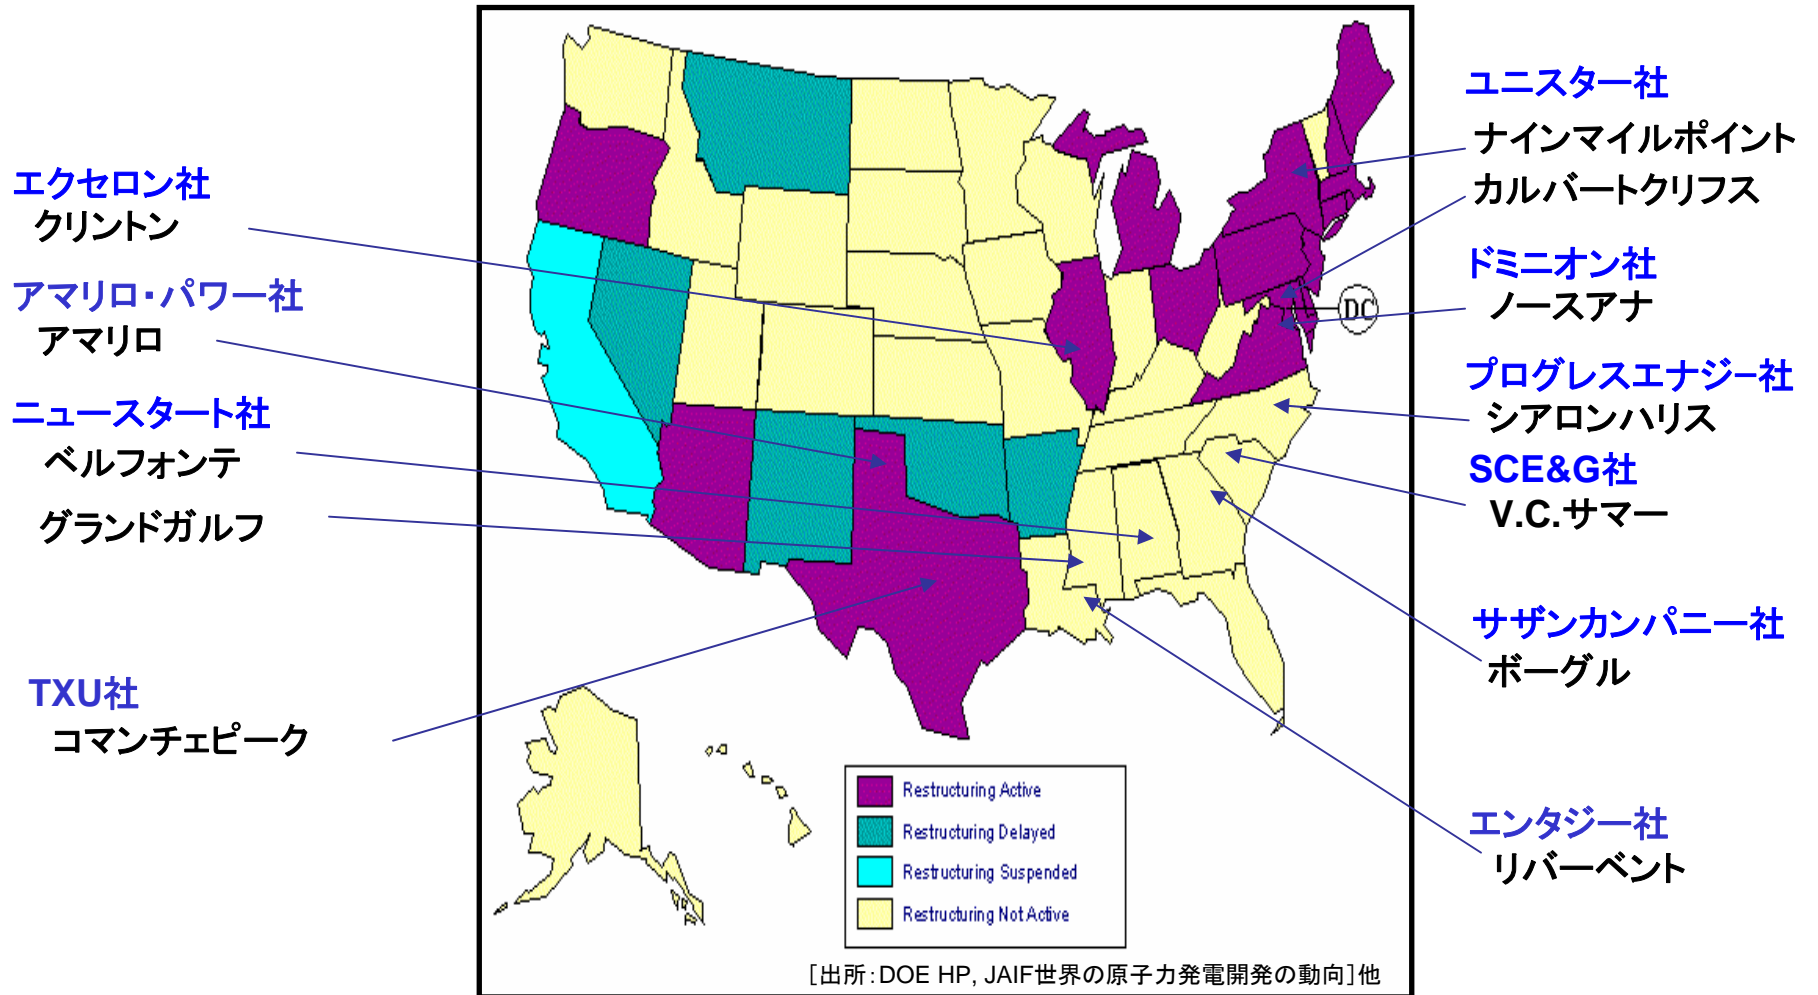 エクセロン社
クリントン
アマリロ・パワー社
アマリロ
ニュースタート社
ベルフォンテ
グランドガルフ
TXU社
コマンチェピーク
ユニスター社
ナインマイルポイント
カルバートクリフス
ドミニオン社
ノースアナ
DC
プログレスエナジー社
シアロンハリス
SCE&G社
V.C.サマー
サザンカンパニー社
ボーグル
エンタジー社
リバーベント
Restructuring Active
Restructuring Delayed
Restructuring Suspended
Restructuring Not Active
［出所：DOE HP, JAIF世界の原子力発電開発の動向］他